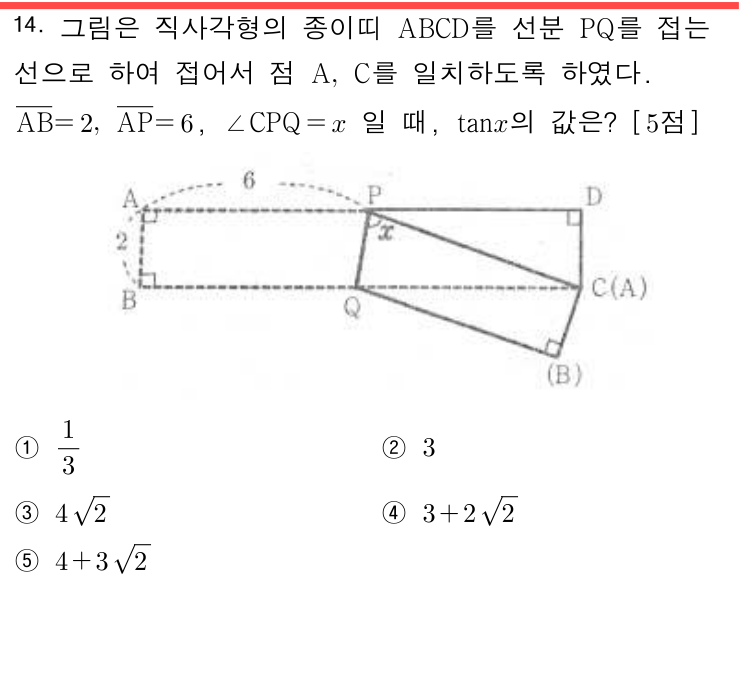 14. 그림은 직사각형의 종이띠 ABCD를 선분 PQ를 접는
선으로 하여 접어서 점 A, C를 일치하도록 하였다.
AB=2, AP=6, ∠CPQ=x 일 때, tanx의 값은? [5점]
6
A
P
D
x
2
B
Q
C(A)
(B)
① 1/3
② 3
③ 4√2
④ 3+2√2
⑤ 4+3√2